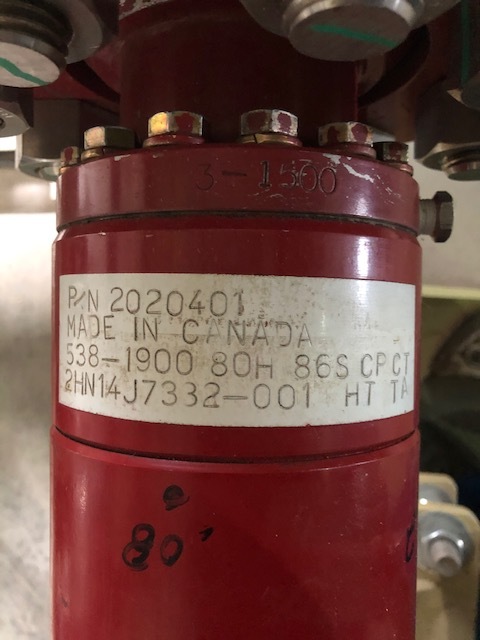 3-1500
P/N 2020401
MADE IN CANADA
538-1900 80H 86S CP CT
2HN14J7332-001 HT TA
80'